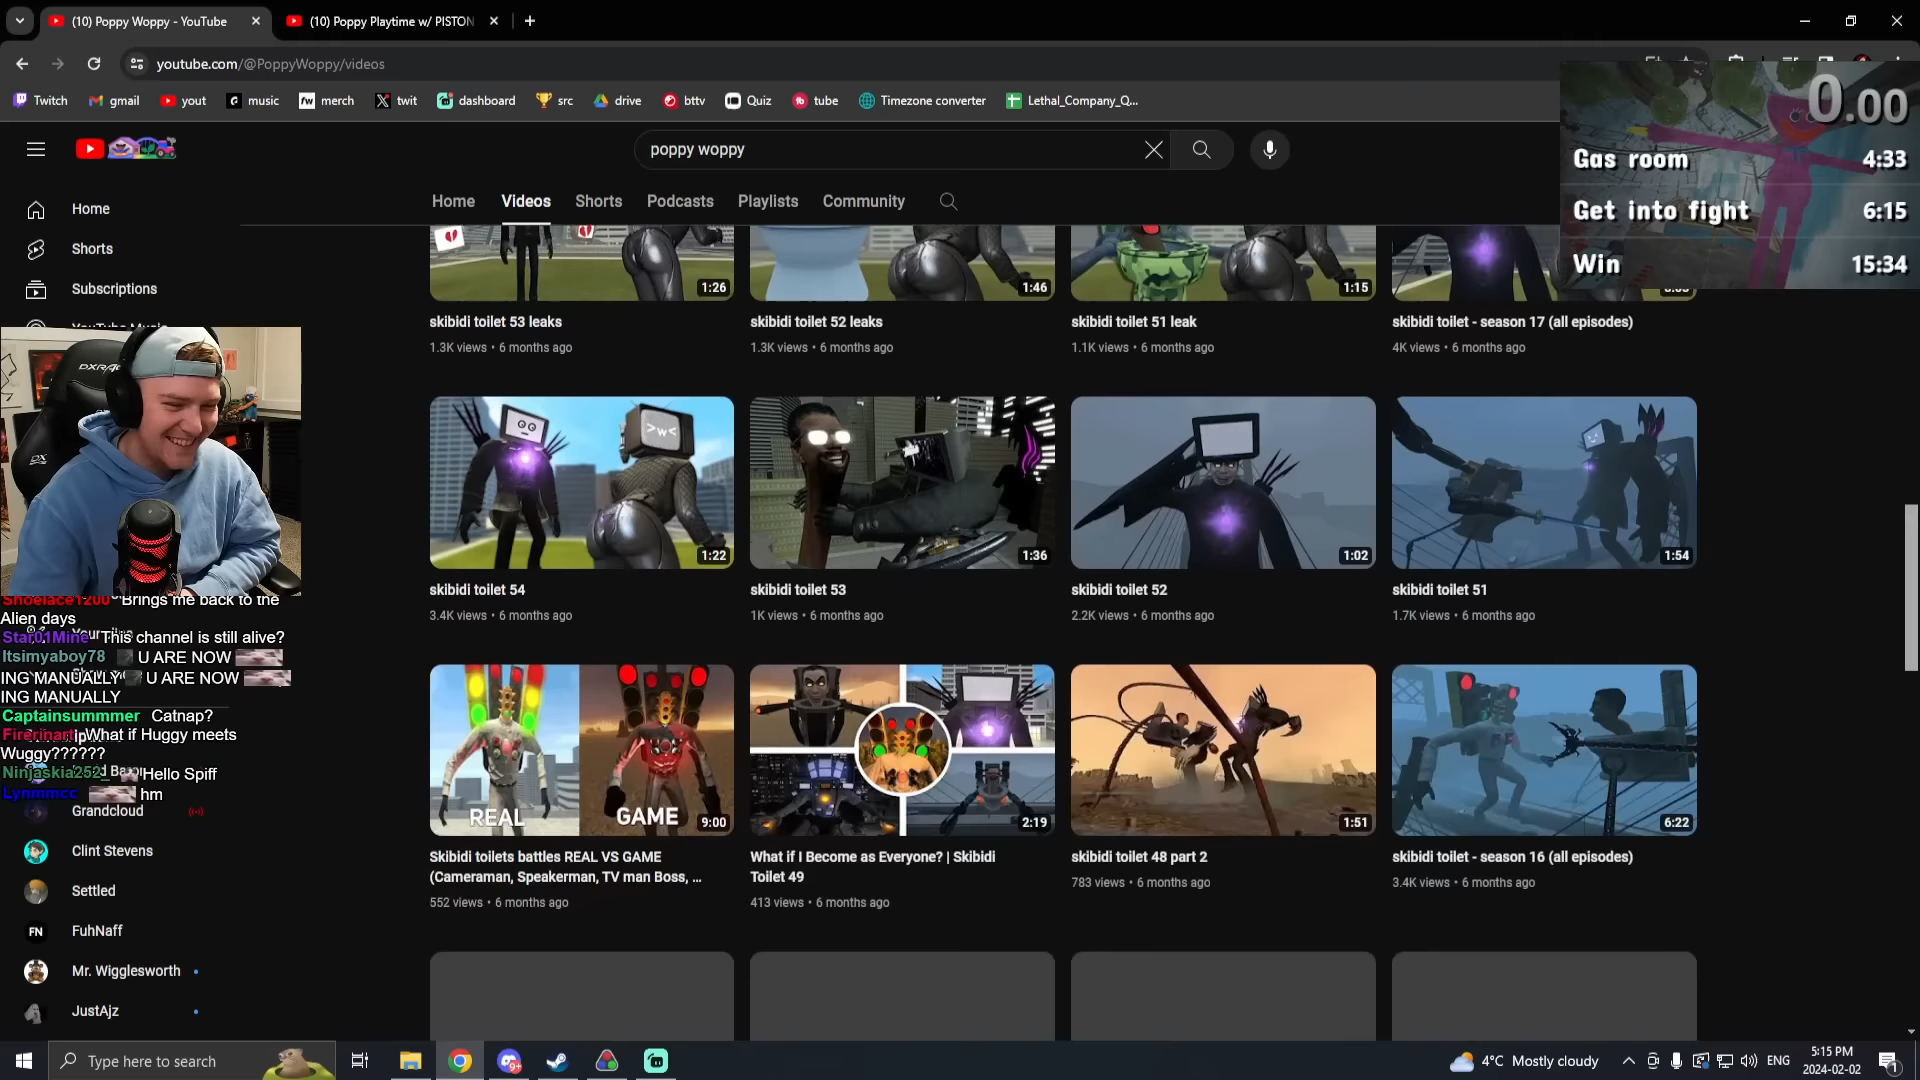 (10) Poppy Woppy - YouTube
(10) Poppy Playtime w/ PISTON
youtube.com/@PoppyWoppy/videos
Twitch
gmail
yout
music
merch
twit
dashboard
src
drive
bttv
Quiz
tube
Timezone converter
Lethal_Company_Q...
0.00
Gas room 4:33
Get into fight 6:15
Win 15:34
poppy woppy
Home
Videos
Shorts
Podcasts
Playlists
Community
Home
Shorts
Subscriptions
1:26
1:46
1:15
skibidi toilet 53 leaks
1.3K views • 6 months ago
skibidi toilet 52 leaks
1.3K views • 6 months ago
skibidi toilet 51 leak
1.1K views • 6 months ago
skibidi toilet - season 17 (all episodes)
4K views • 6 months ago
DXRA
DX
>w<
1:22
1:36
1:02
1:54
skibidi toilet 54
3.4K views • 6 months ago
skibidi toilet 53
1K views • 6 months ago
skibidi toilet 52
2.2K views • 6 months ago
skibidi toilet 51
1.7K views • 6 months ago
Shoelace1200 Brings me back to the
Alien days
Star01Mine This channel is still alive?
Itsimyaboy78 U ARE NOW
ING MANUALLY U ARE NOW
ING MANUALLY
Captainsummmer Catnap?
Firerinart What if Huggy meets
Wuggy??????
Ninjaskia252_ Hello Spiff
Lynmmcc hm
REAL
GAME
9:00
2:19
1:51
6:22
Skibidi toilets battles REAL VS GAME
(Cameraman, Speakerman, TV man Boss, ...
552 views • 6 months ago
What if I Become as Everyone? | Skibidi
Toilet 49
413 views • 6 months ago
skibidi toilet 48 part 2
783 views • 6 months ago
skibidi toilet - season 16 (all episodes)
3.4K views • 6 months ago
Grandcloud
Clint Stevens
Settled
FN
FuhNaff
Mr. Wigglesworth
JustAjz
Type here to search
9+
4°C Mostly cloudy
ENG
5:15 PM
2024-02-02
1